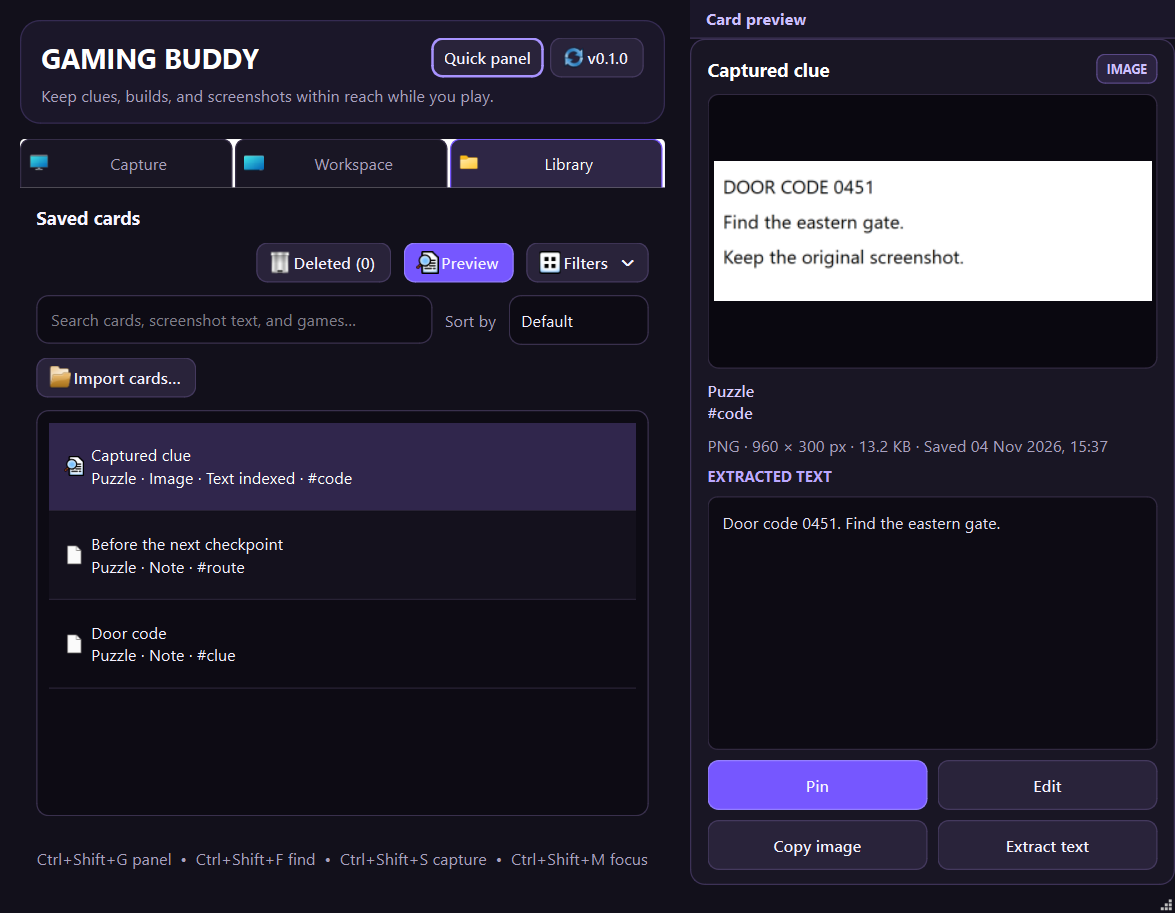 GAMING BUDDY
Quick panel
v0.1.0
Keep clues, builds, and screenshots within reach while you play.
Capture
Workspace
Library
Saved cards
Deleted (0)
Preview
Filters
Search cards, screenshot text, and games...
Sort by
Default
Import cards...
Captured clue
Puzzle · Image · Text indexed · #code
Before the next checkpoint
Puzzle · Note · #route
Door code
Puzzle · Note · #clue
Ctrl+Shift+G panel • Ctrl+Shift+F find • Ctrl+Shift+S capture • Ctrl+Shift+M focus
Card preview
Captured clue
IMAGE
DOOR CODE 0451
Find the eastern gate.
Keep the original screenshot.
Puzzle
#code
PNG · 960 × 300 px · 13.2 KB · Saved 04 Nov 2026, 15:37
EXTRACTED TEXT
Door code 0451. Find the eastern gate.
Pin
Edit
Copy image
Extract text